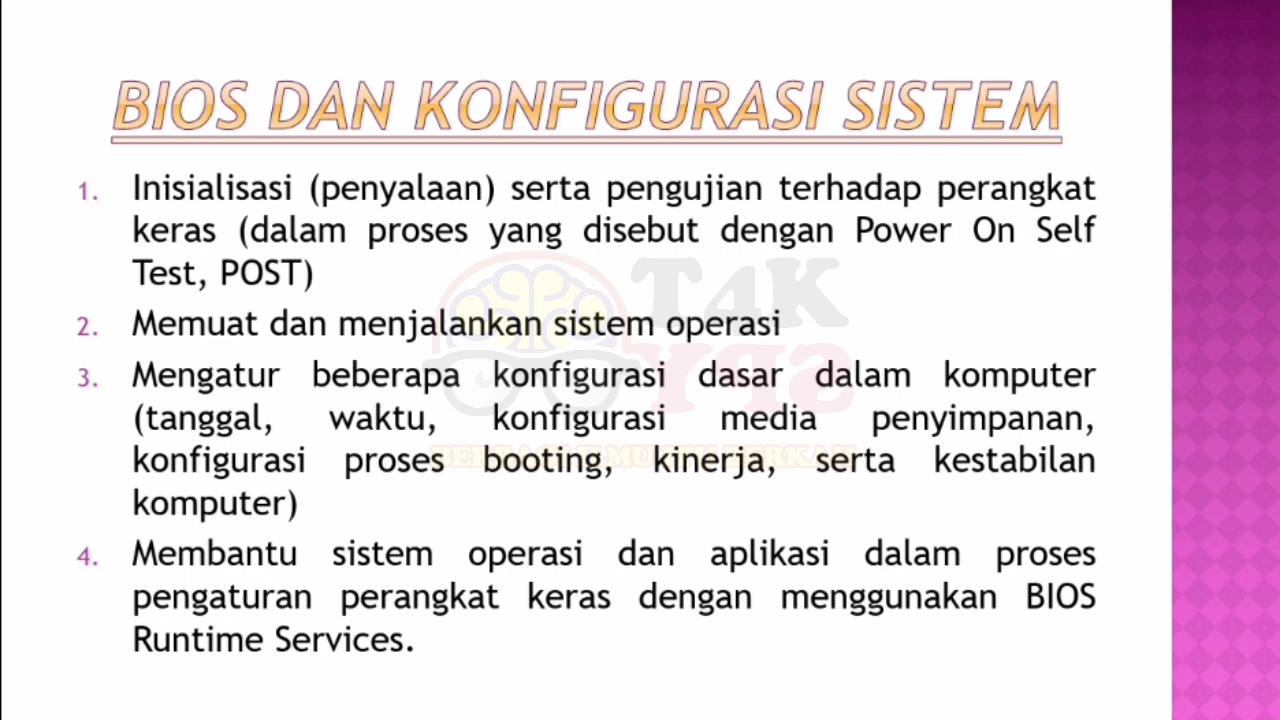 BIOS DAN KONFIGURASI SISTEM
1. Inisialisasi (penyalaan) serta pengujian terhadap perangkat
keras (dalam proses yang disebut dengan Power On Self
Test, POST)
2. Memuat dan menjalankan sistem operasi
3. Mengatur beberapa konfigurasi dasar dalam komputer
(tanggal, waktu, konfigurasi media penyimpanan,
konfigurasi proses booting, kinerja, serta kestabilan
komputer)
4. Membantu sistem operasi dan aplikasi dalam proses
pengaturan perangkat keras dengan menggunakan BIOS
Runtime Services.
T4K